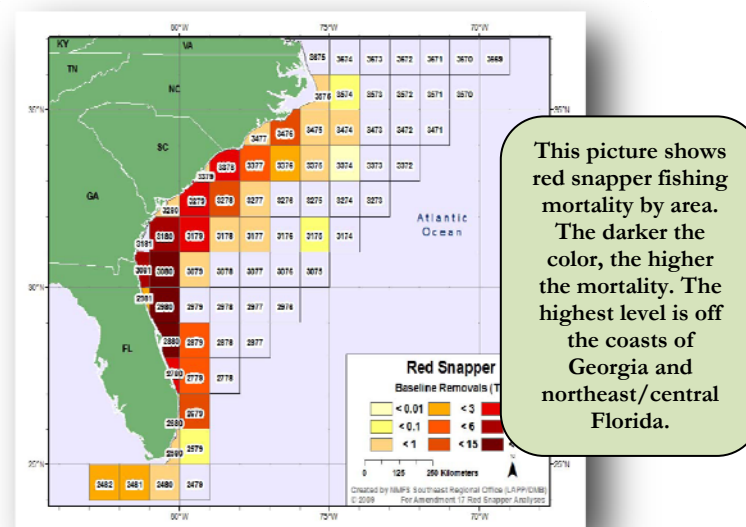 80°W 75°W 70°W
KY VA
3675 3674 3673 3672 3671 3670 3669
TN
NC
35°N 3575 3574 3573 3572 3571 3570 35°N
SC
3477 3476 3475 3474 3473 3472 3471
3379 3378 3377 3376 3375 3374 3373 3372
GA
3280 3279 3278 3277 3276 3275 3274 3273
Atlantic
Ocean
3181 3180 3179 3178 3177 3176 3175 3174
3081 3080 3079 3078 3077 3076 3075
30°N
2981 2980 2979 2978 2977 2976
FL
2880 2879 2878 2877
2780 2779 2778
2680 2679
2580 2579
25°N 25°N
2482 2481 2480 2479
80°W 75°W 70°W
Red Snapper
Baseline Removals (T
< 0.01 < 3
< 0.1 < 6
< 1 < 15 <
0 125 250 Kilometers
N
Created by NMFS Southeast Regional Office (LAPP/DMB)
© 2009 For Amendment 17 Red Snapper Analyses
This picture shows
red snapper fishing
mortality by area.
The darker the
color, the higher
the mortality. The
highest level is off
the coasts of
Georgia and
northeast/central
Florida.